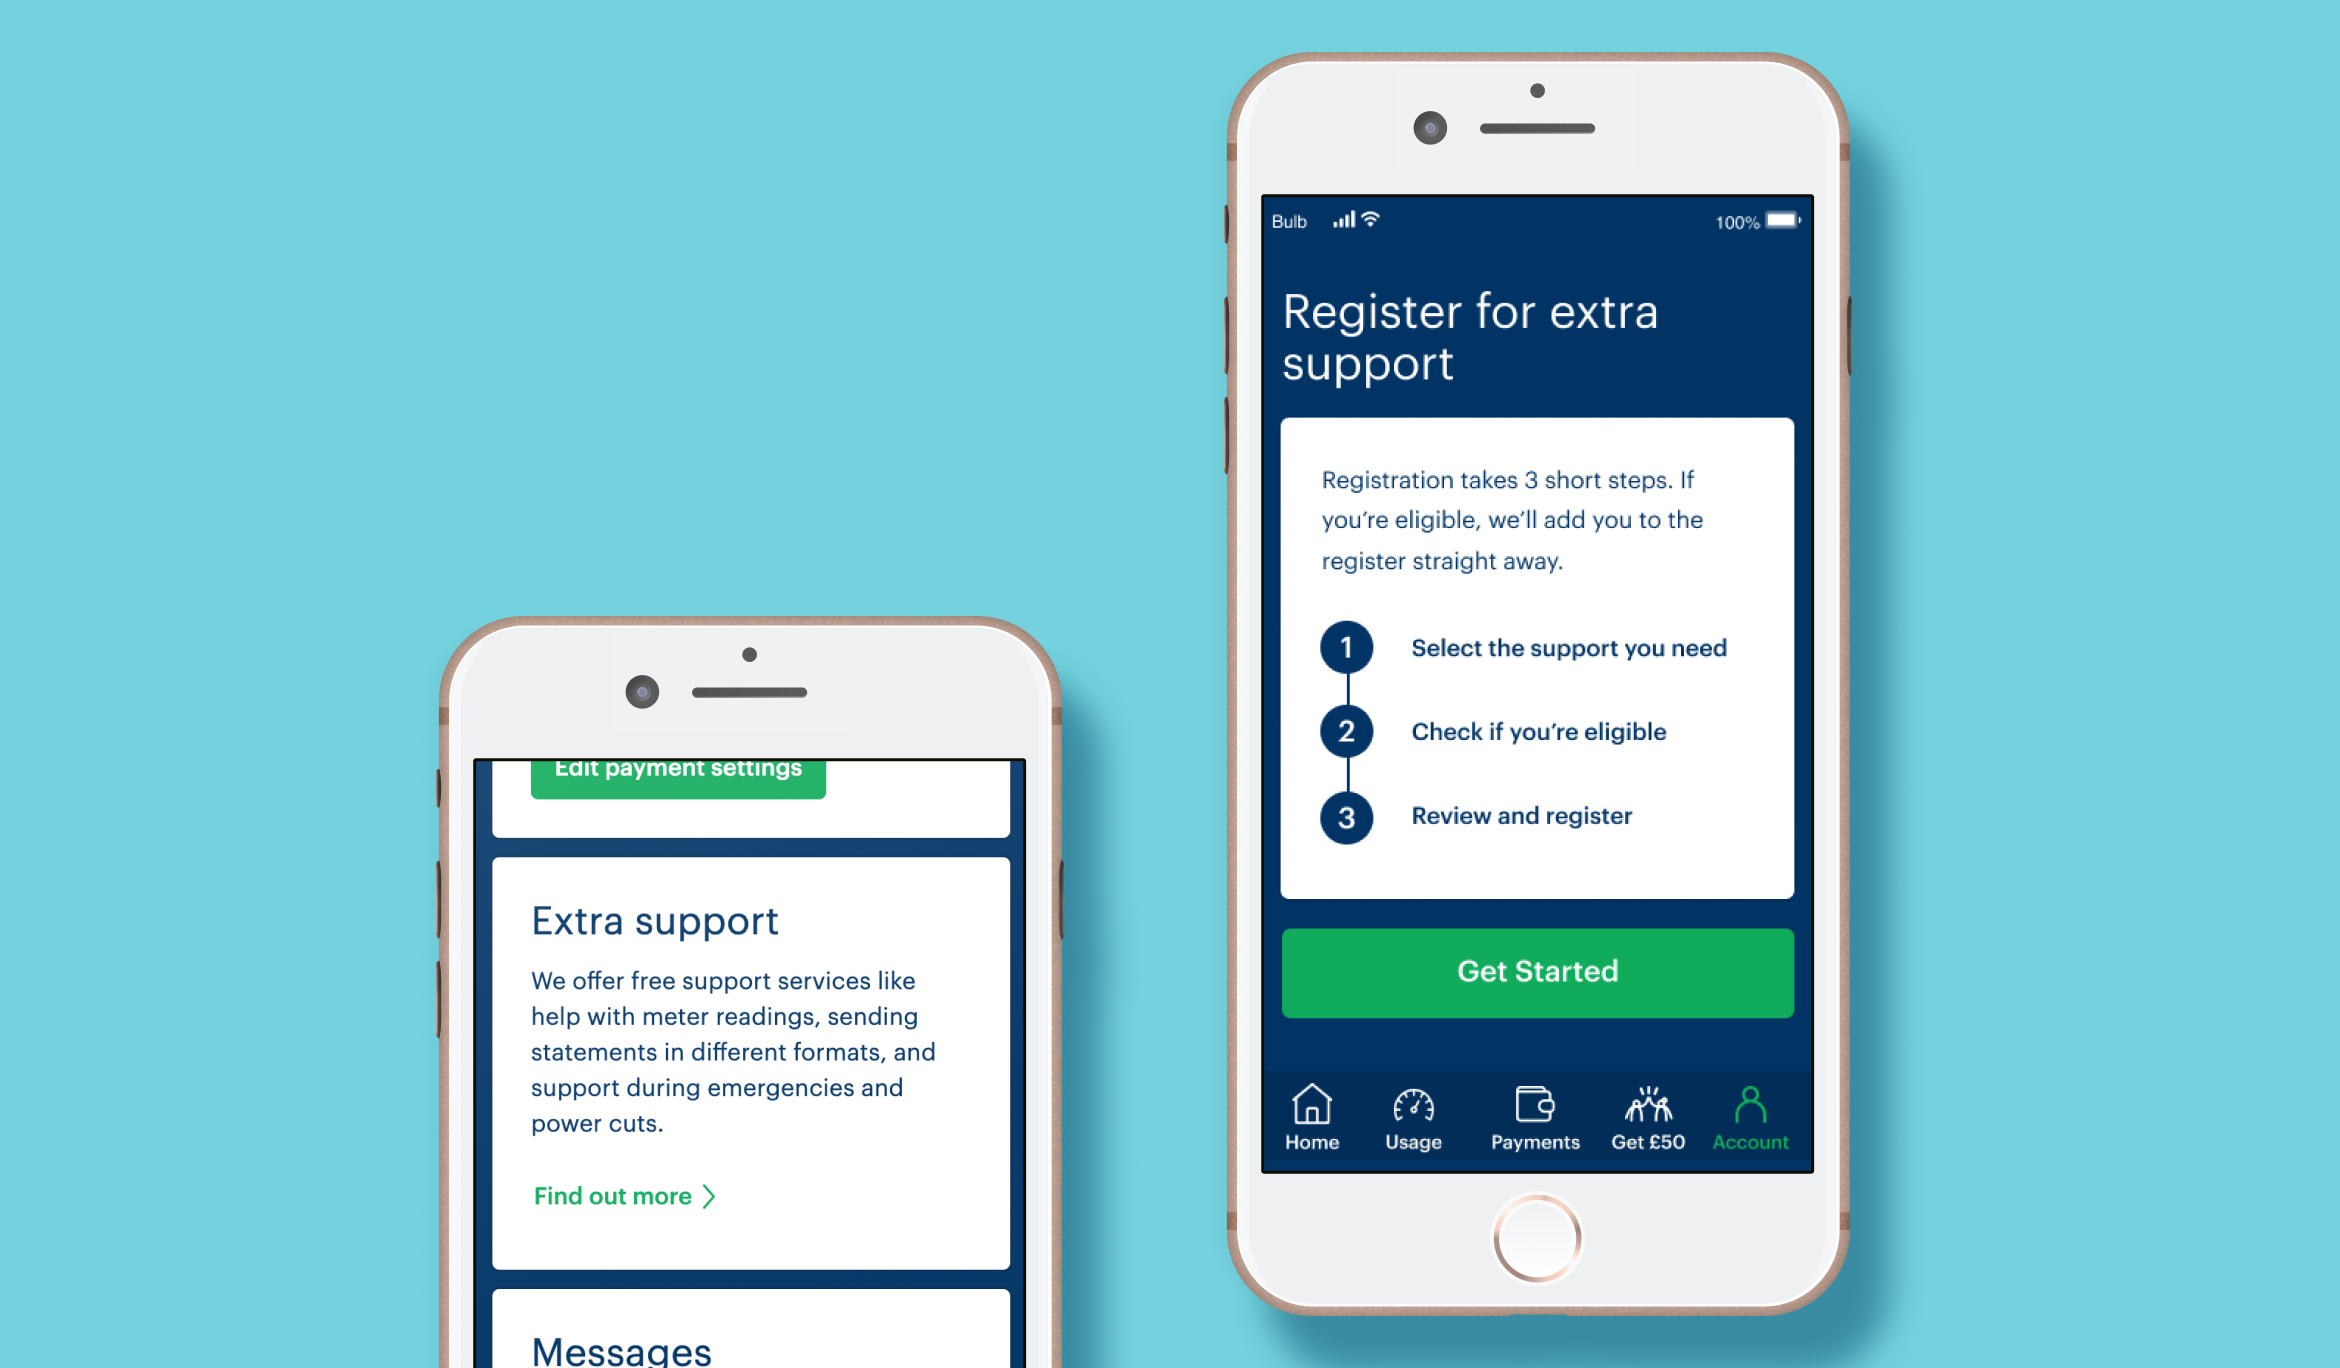 Edit payment settings
Extra support
We offer free support services like
help with meter readings, sending
statements in different formats, and
support during emergencies and
power cuts.
Find out more
Messages
Bulb
100%
Register for extra
support
Registration takes 3 short steps. If
you’re eligible, we’ll add you to the
register straight away.
1 Select the support you need
2 Check if you’re eligible
3 Review and register
Get Started
Home Usage Payments Get £50 Account